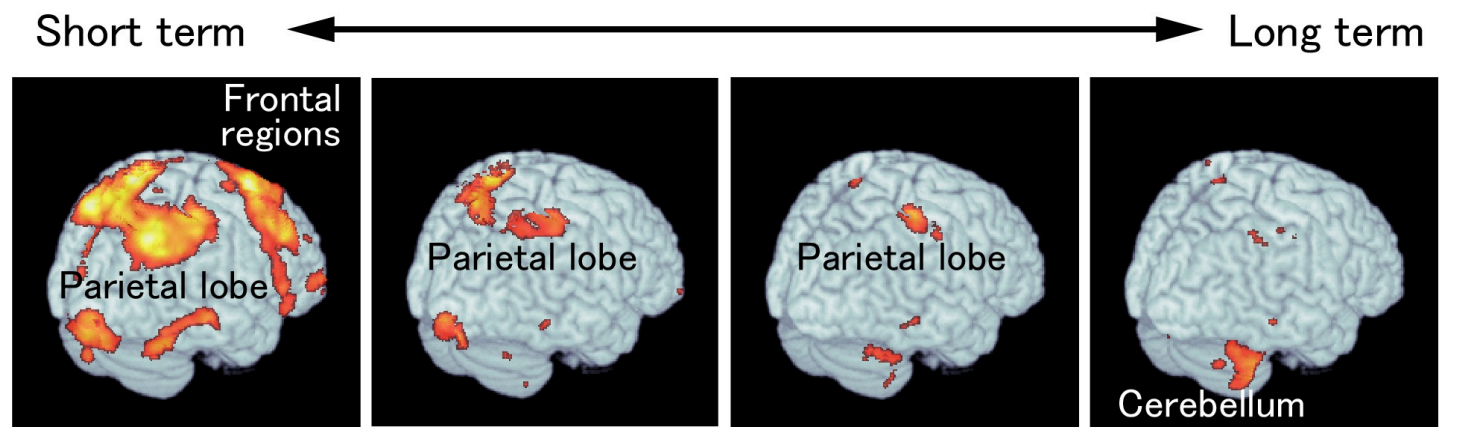 Short term
Long term
Frontal
regions
Parietal lobe
Parietal lobe
Parietal lobe
Cerebellum